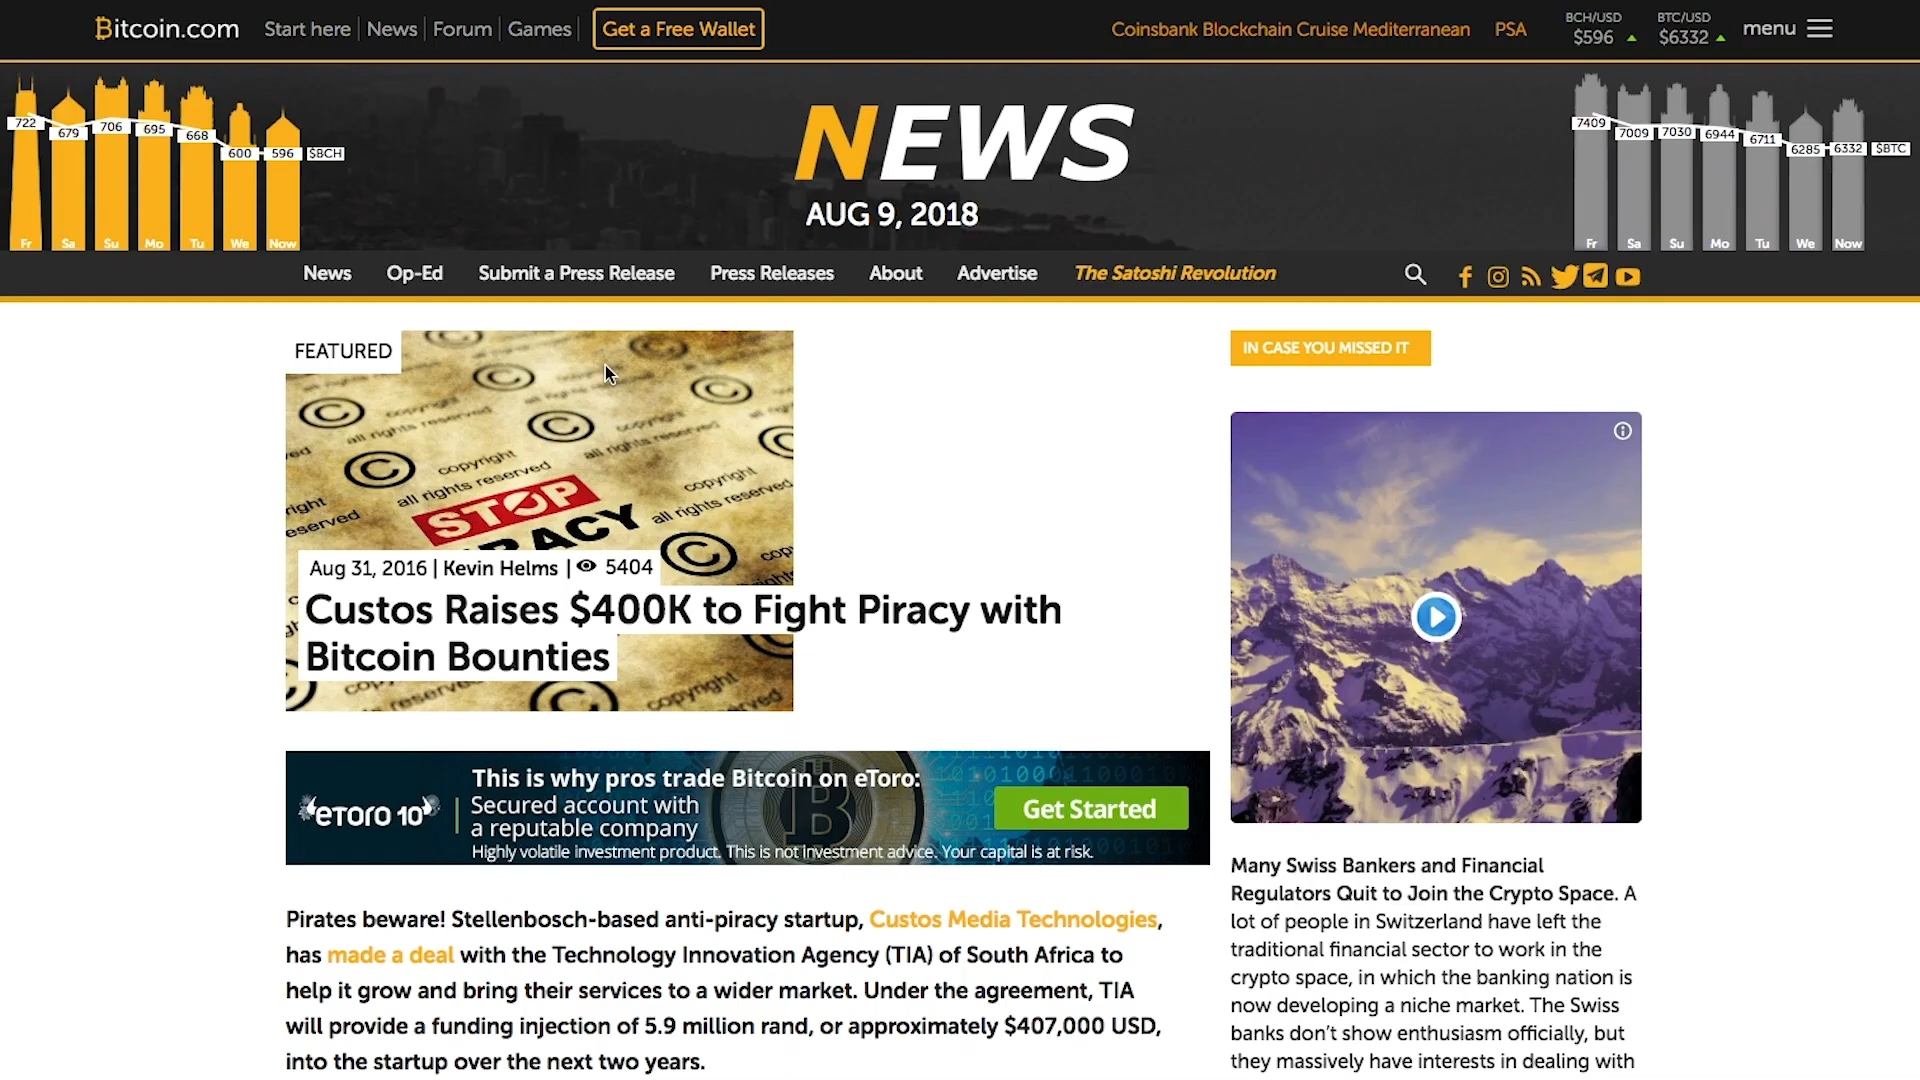 Bitcoin.com
Start here
News
Forum
Games
Get a Free Wallet
Coinsbank Blockchain Cruise Mediterranean
PSA
BCH/USD
$596
BTC/USD
$6332
menu
NEWS
AUG 9, 2018
722
679
706
695
668
600
596
$BCH
Fr
Sa
Su
Mo
Tu
We
Now
7409
7009
7030
6944
6711
6285
6332
$BTC
Fr
Sa
Su
Mo
Tu
We
Now
News
Op-Ed
Submit a Press Release
Press Releases
About
Advertise
The Satoshi Revolution
FEATURED
copyright
all rights reserved
STOP
Aug 31, 2016 | Kevin Helms | 5404
Custos Raises $400K to Fight Piracy with
Bitcoin Bounties
eToro 10
This is why pros trade Bitcoin on eToro:
Secured account with
a reputable company
Highly volatile investment product. This is not investment advice. Your capital is at risk.
Get Started
Pirates beware! Stellenbosch-based anti-piracy startup, Custos Media Technologies,
has made a deal with the Technology Innovation Agency (TIA) of South Africa to
help it grow and bring their services to a wider market. Under the agreement, TIA
will provide a funding injection of 5.9 million rand, or approximately $407,000 USD,
into the startup over the next two years.
IN CASE YOU MISSED IT
Many Swiss Bankers and Financial
Regulators Quit to Join the Crypto Space. A
lot of people in Switzerland have left the
traditional financial sector to work in the
crypto space, in which the banking nation is
now developing a niche market. The Swiss
banks don't show enthusiasm officially, but
they massively have interests in dealing with